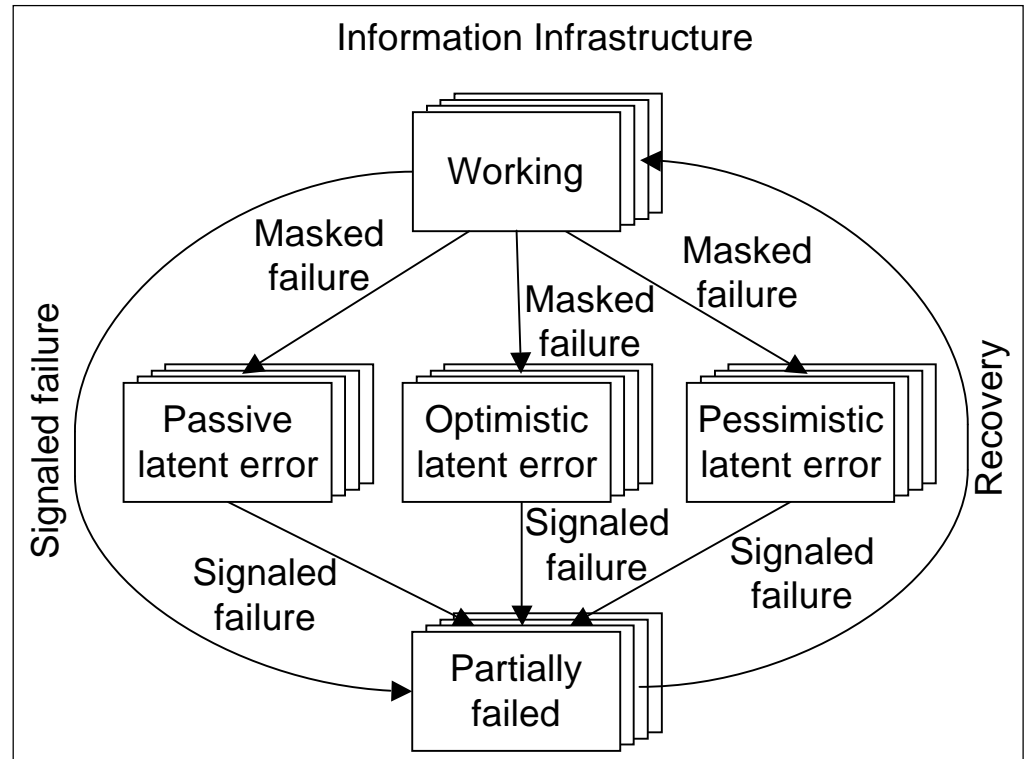 Information Infrastructure
Working
Masked
failure
Masked
failure
Masked
failure
Signaled failure
Recovery
Passive
latent error
Optimistic
latent error
Pessimistic
latent error
Signaled
failure
Signaled
failure
Signaled
failure
Partially
failed